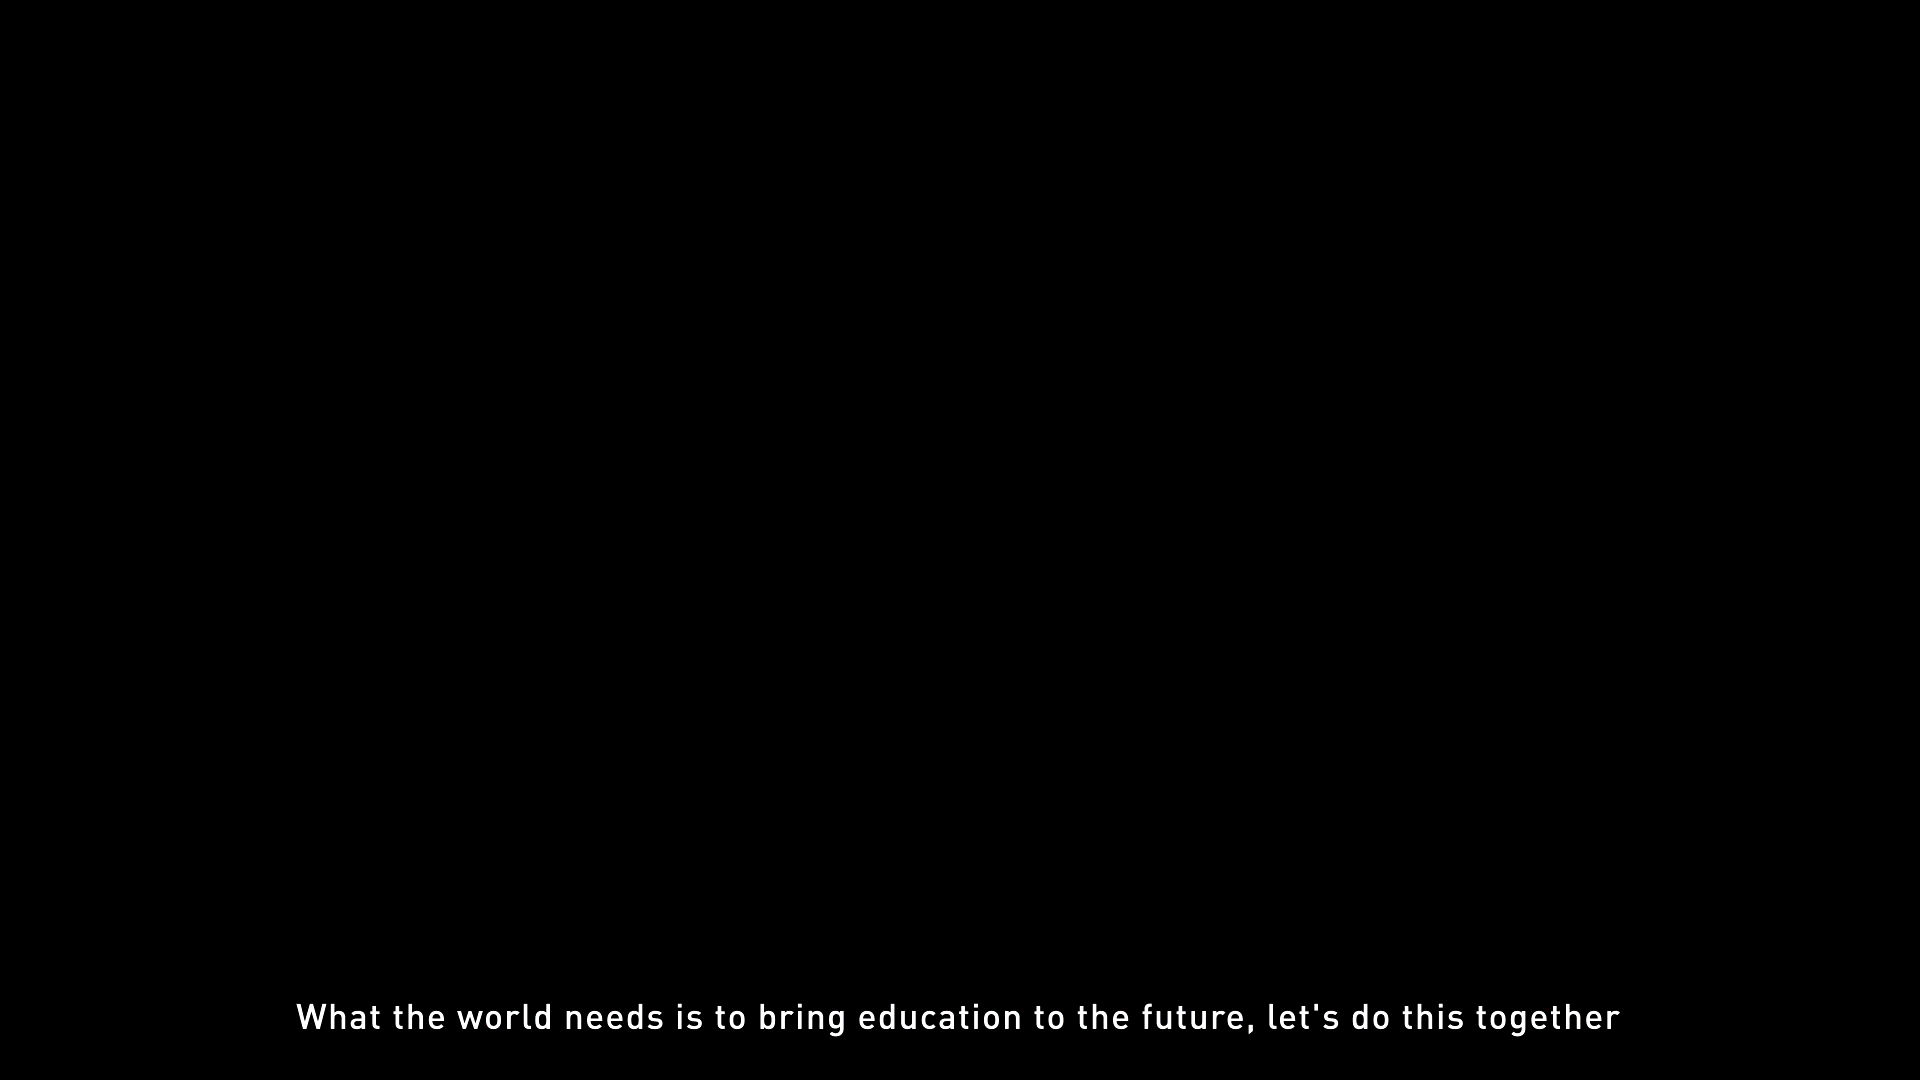 What the world needs is to bring education to the future, let's do this together